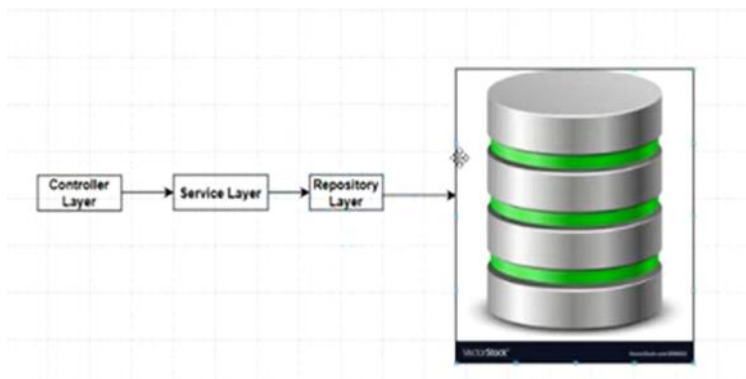 Controller
Layer
Service Layer
Repository
Layer
VectorStock